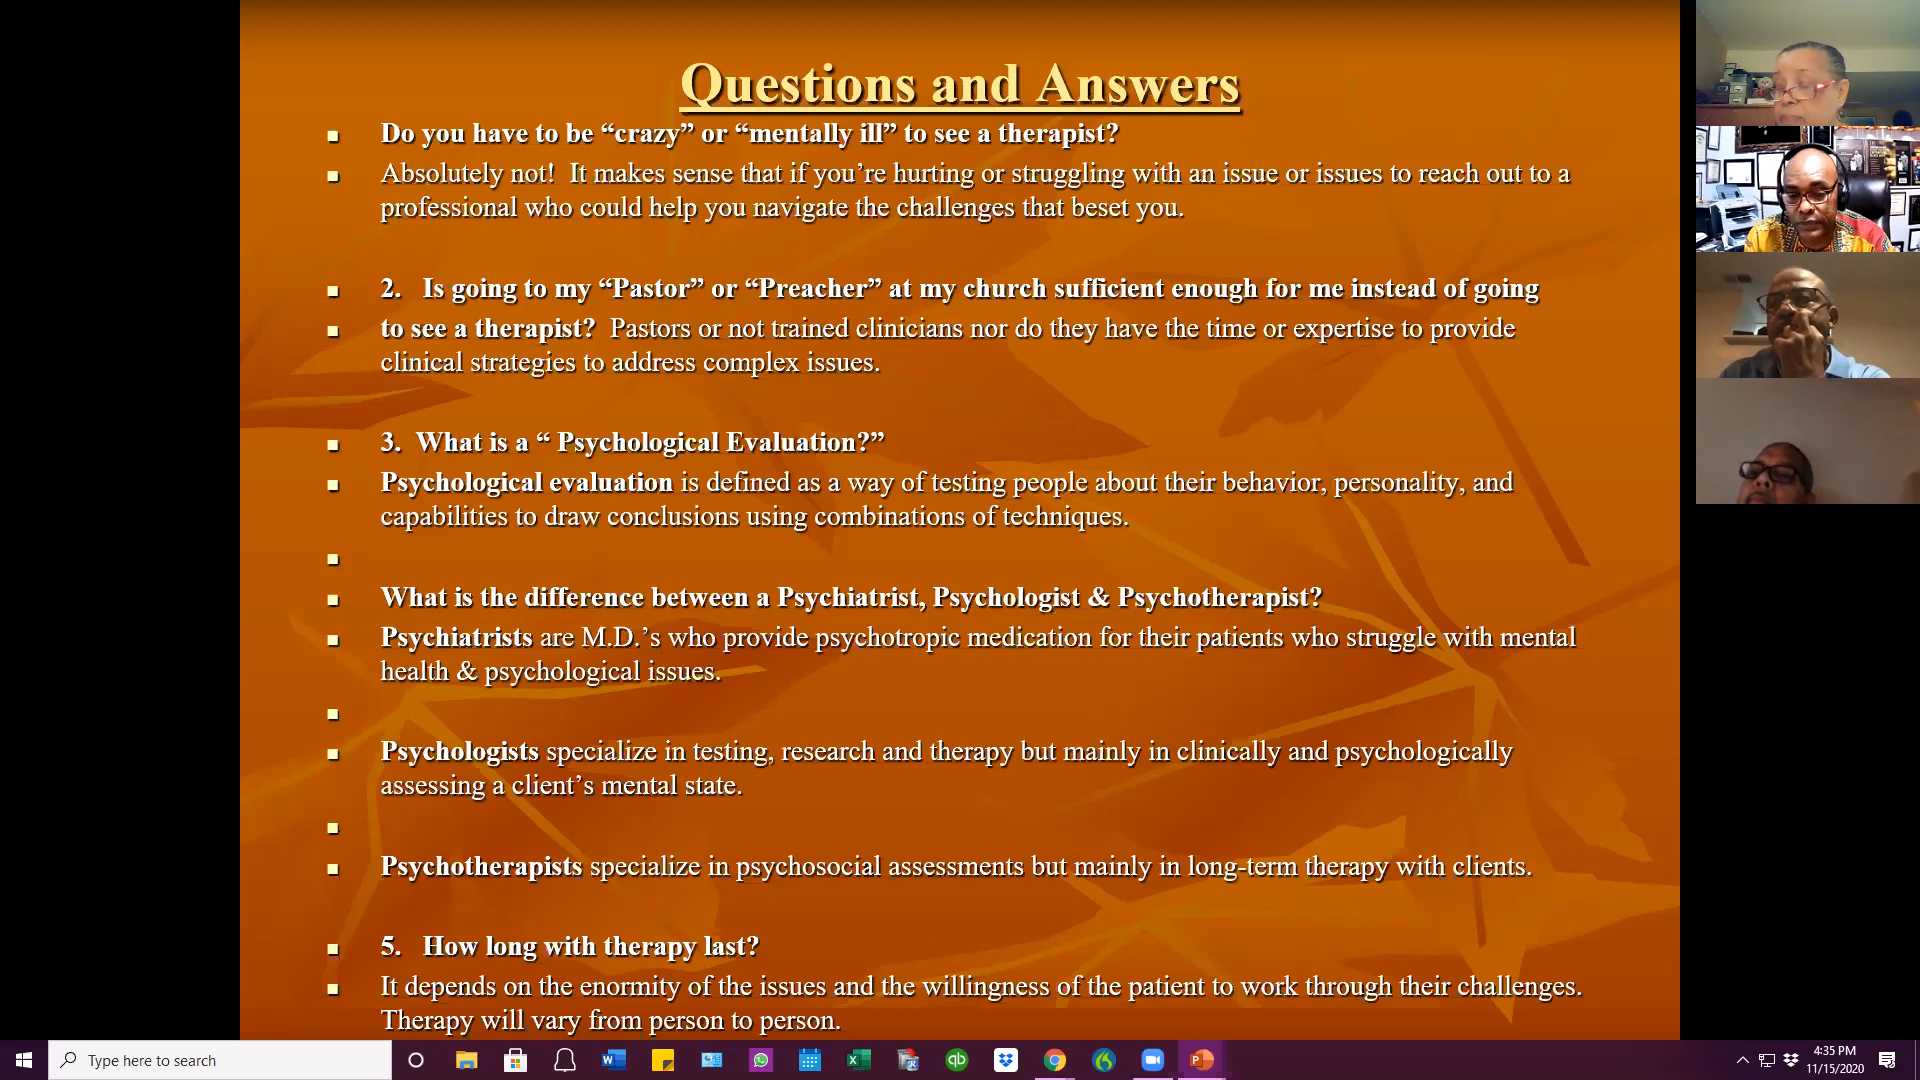 Questions and Answers
Do you have to be “crazy” or “mentally ill” to see a therapist?
Absolutely not!  It makes sense that if you’re hurting or struggling with an issue or issues to reach out to a
professional who could help you navigate the challenges that beset you.
2.   Is going to my “Pastor” or “Preacher” at my church sufficient enough for me instead of going
to see a therapist?  Pastors or not trained clinicians nor do they have the time or expertise to provide
clinical strategies to address complex issues.
3.  What is a “ Psychological Evaluation?”
Psychological evaluation is defined as a way of testing people about their behavior, personality, and
capabilities to draw conclusions using combinations of techniques.
What is the difference between a Psychiatrist, Psychologist & Psychotherapist?
Psychiatrists are M.D.’s who provide psychotropic medication for their patients who struggle with mental
health & psychological issues.
Psychologists specialize in testing, research and therapy but mainly in clinically and psychologically
assessing a client’s mental state.
Psychotherapists specialize in psychosocial assessments but mainly in long-term therapy with clients.
5.   How long with therapy last?
It depends on the enormity of the issues and the willingness of the patient to work through their challenges.
Therapy will vary from person to person.
Type here to search
4:35 PM
11/15/2020